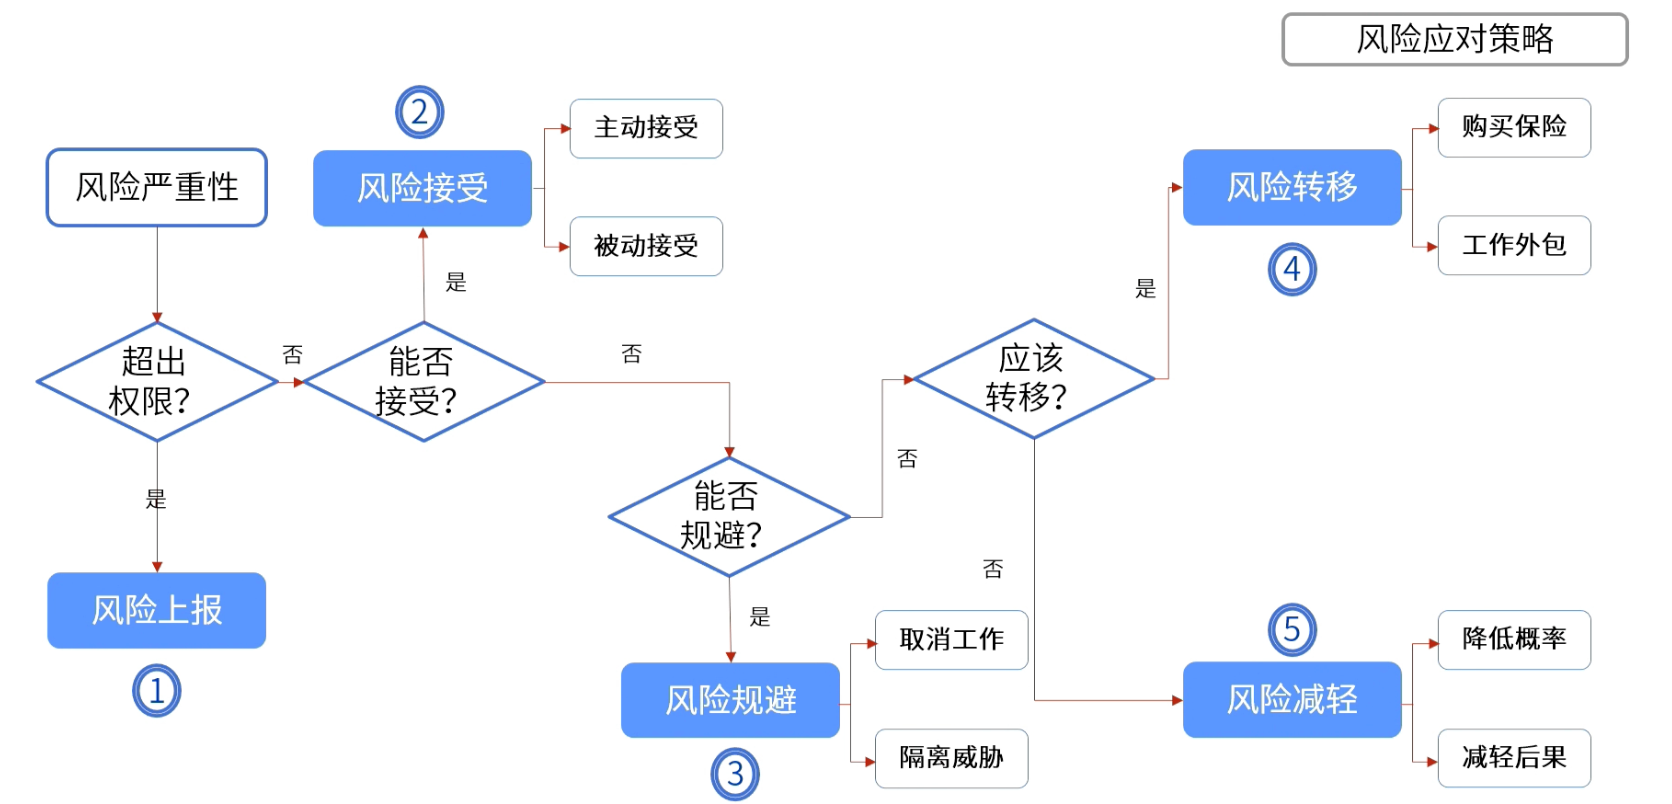 风险应对策略
②
主动接受
购买保险
风险严重性
风险接受
风险转移
被动接受
工作外包
④
是
是
超出
权限？
否
能否
接受？
否
应该
转移？
是
能否
规避？
否
否
风险上报
①
是
取消工作
⑤
降低概率
风险规避
风险减轻
③
隔离威胁
减轻后果